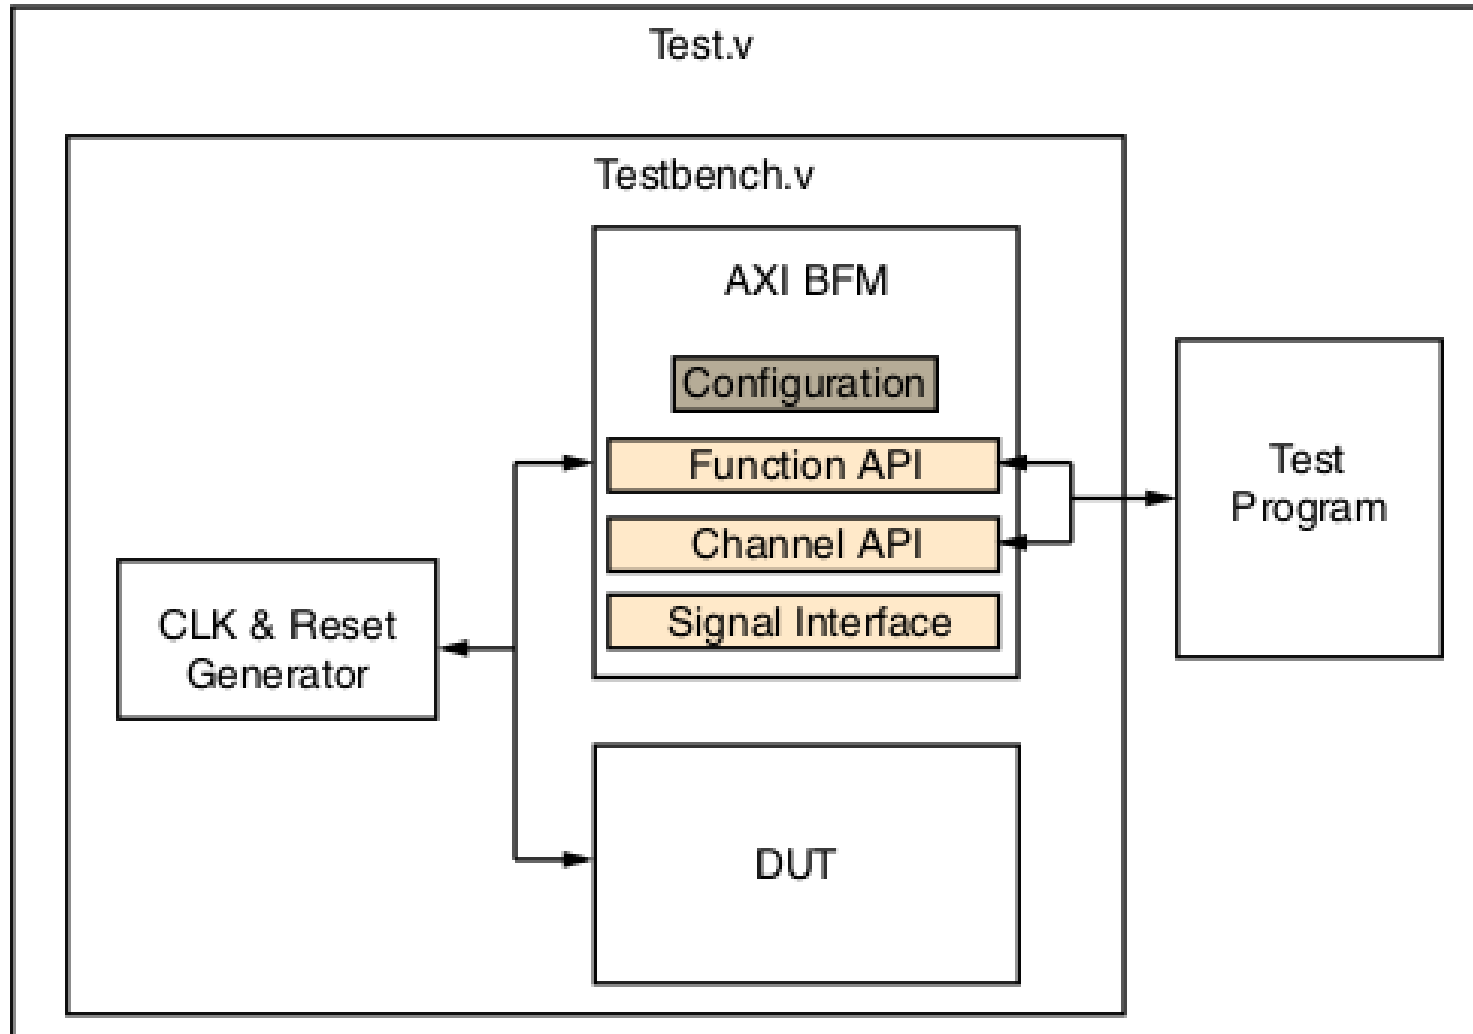 Test.v
Testbench.v
AXI BFM
Configuration
Function API
Channel API
Signal Interface
Test
Program
CLK & Reset
Generator
DUT